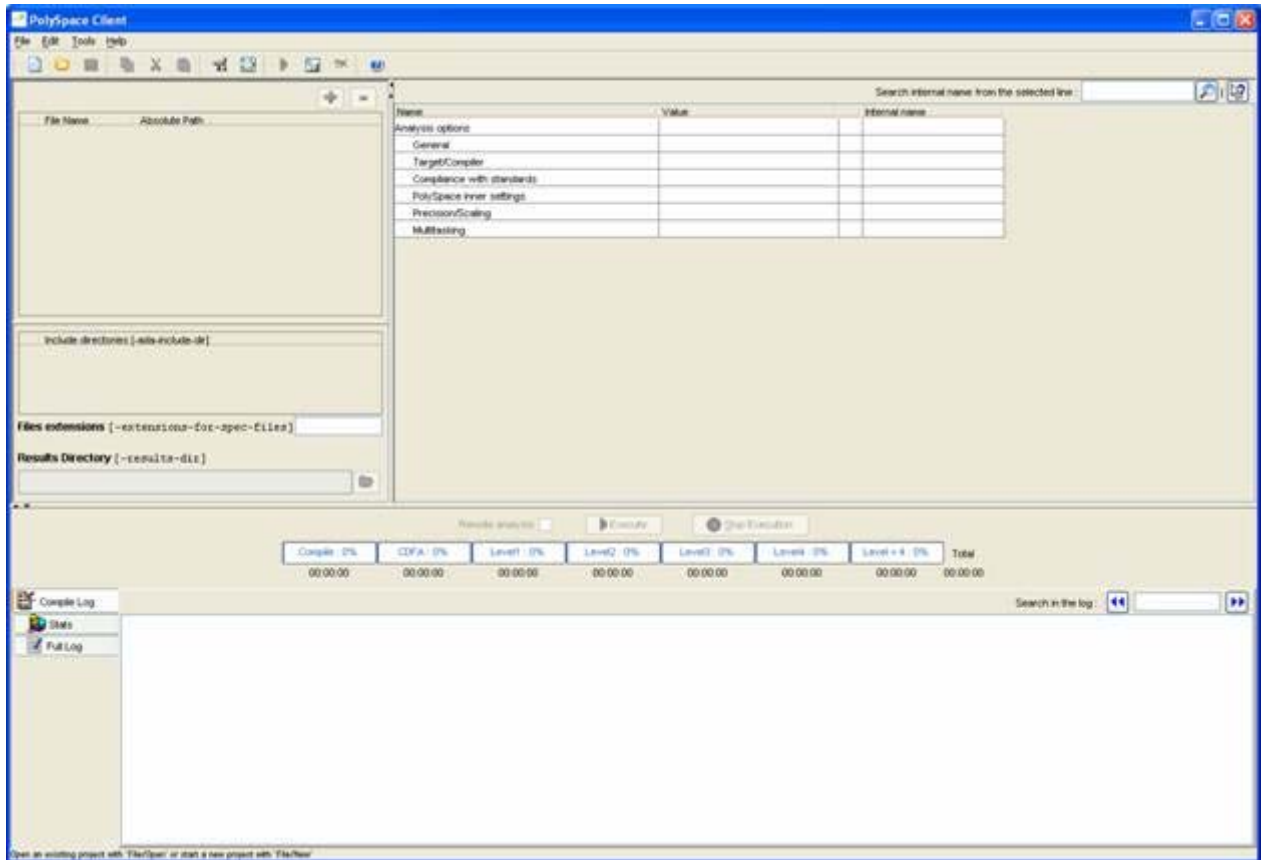 PolySpace Client
File Edit Tools Help
Search internal name from the selected line :
File Name Absolute Path
Name Value Internal name
Analysis options
General
Target/Compiler
Compliance with standards
PolySpace inner settings
Precision/Scaling
Multitasking
Include directories [-ada-include-dir]
Files extensions [-extensions-for-spec-files]
Results Directory [-results-dir]
Remote analysis Execute Stop Execution
Compile : 0% CDFA : 0% Level1 : 0% Level2 : 0% Level3 : 0% Level4 : 0% Level > 4 : 0% Total
00:00:00 00:00:00 00:00:00 00:00:00 00:00:00 00:00:00 00:00:00 00:00:00
Compile Log Search in the log :
Stats
Full Log
Open an existing project with 'File/Open' or start a new project with 'File/New'